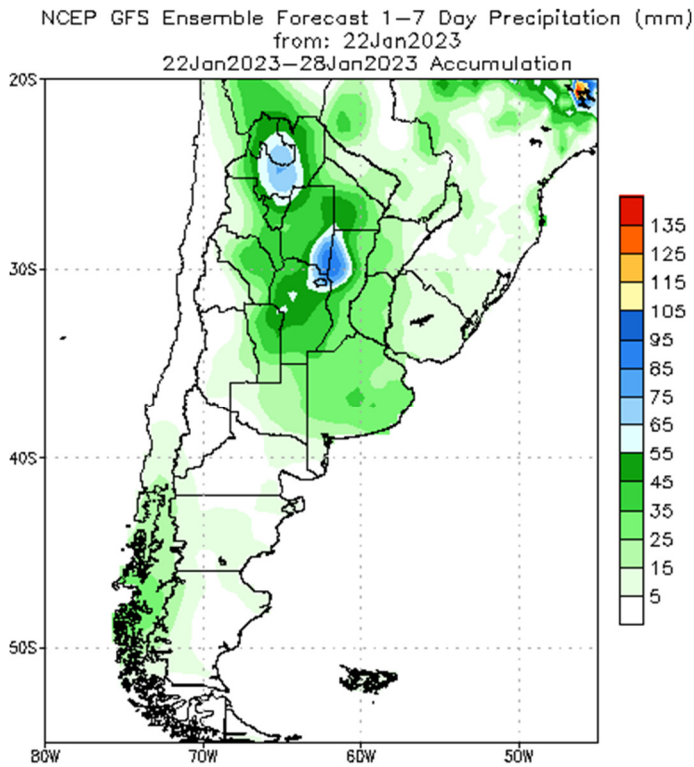 NCEP GFS Ensemble Forecast 1–7 Day Precipitation (mm)
from: 22Jan2023
22Jan2023–28Jan2023 Accumulation
20S
30S
40S
50S
80W
70W
60W
50W
135
125
115
105
95
85
75
65
55
45
35
25
15
5